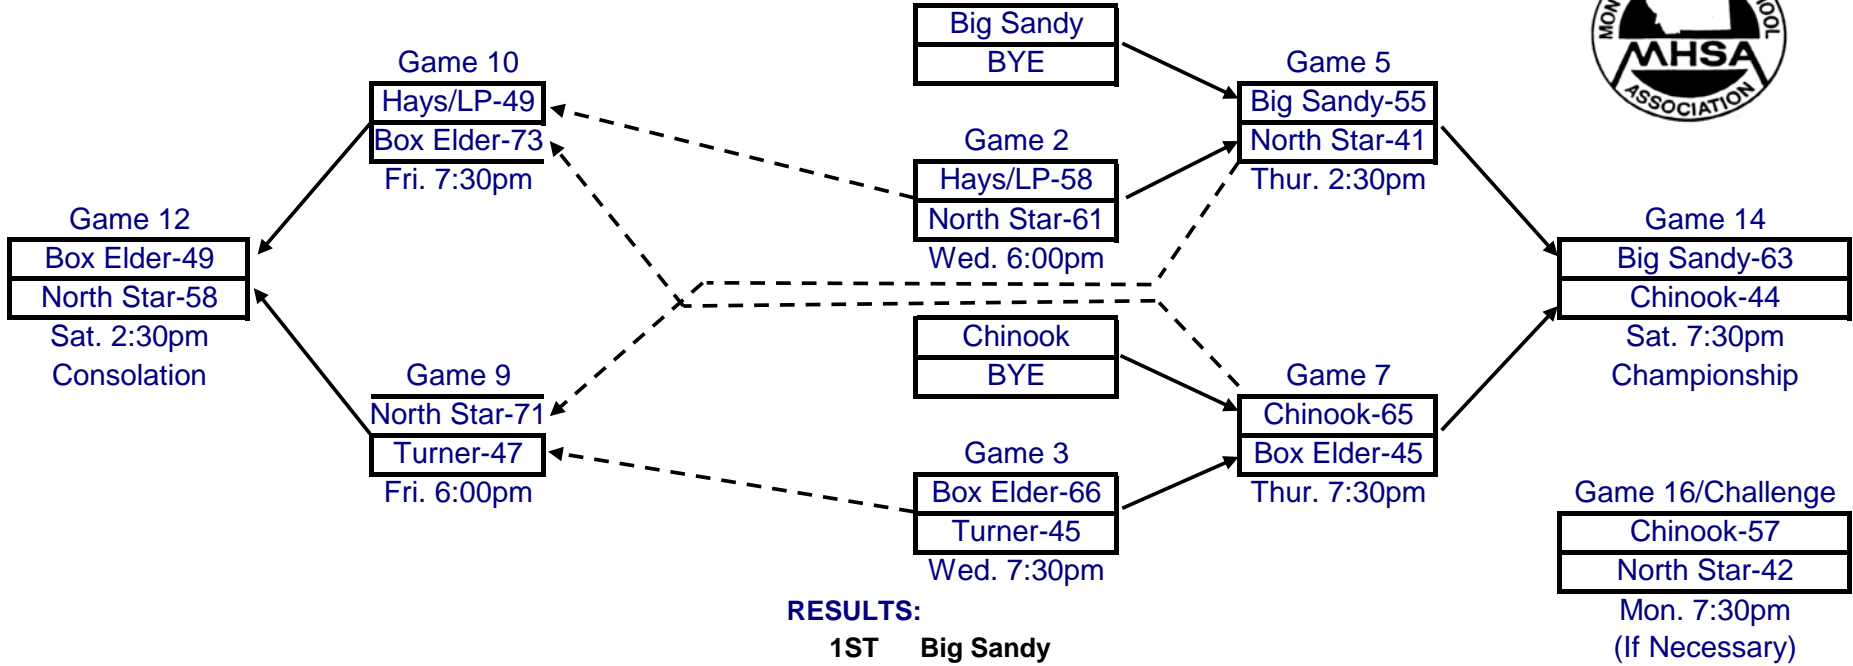 Big Sandy
BYE
Game 10
Hays/LP-49
Box Elder-73
Fri. 7:30pm
Game 5
Big Sandy-55
North Star-41
Thur. 2:30pm
MHSA
ASSOCIATION
Game 2
Hays/LP-58
North Star-61
Wed. 6:00pm
Game 12
Box Elder-49
North Star-58
Sat. 2:30pm
Consolation
Game 14
Big Sandy-63
Chinook-44
Sat. 7:30pm
Championship
Chinook
BYE
Game 9
North Star-71
Turner-47
Fri. 6:00pm
Game 7
Chinook-65
Box Elder-45
Thur. 7:30pm
Game 3
Box Elder-66
Turner-45
Wed. 7:30pm
Game 16/Challenge
Chinook-57
North Star-42
Mon. 7:30pm
(If Necessary)
RESULTS:
1ST Big Sandy